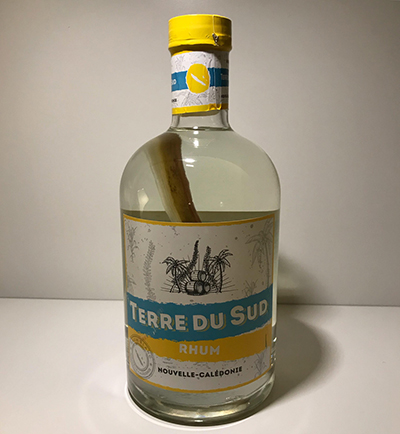 TERRE DU SUD
RHUM
NOUVELLE-CALÉDONIE